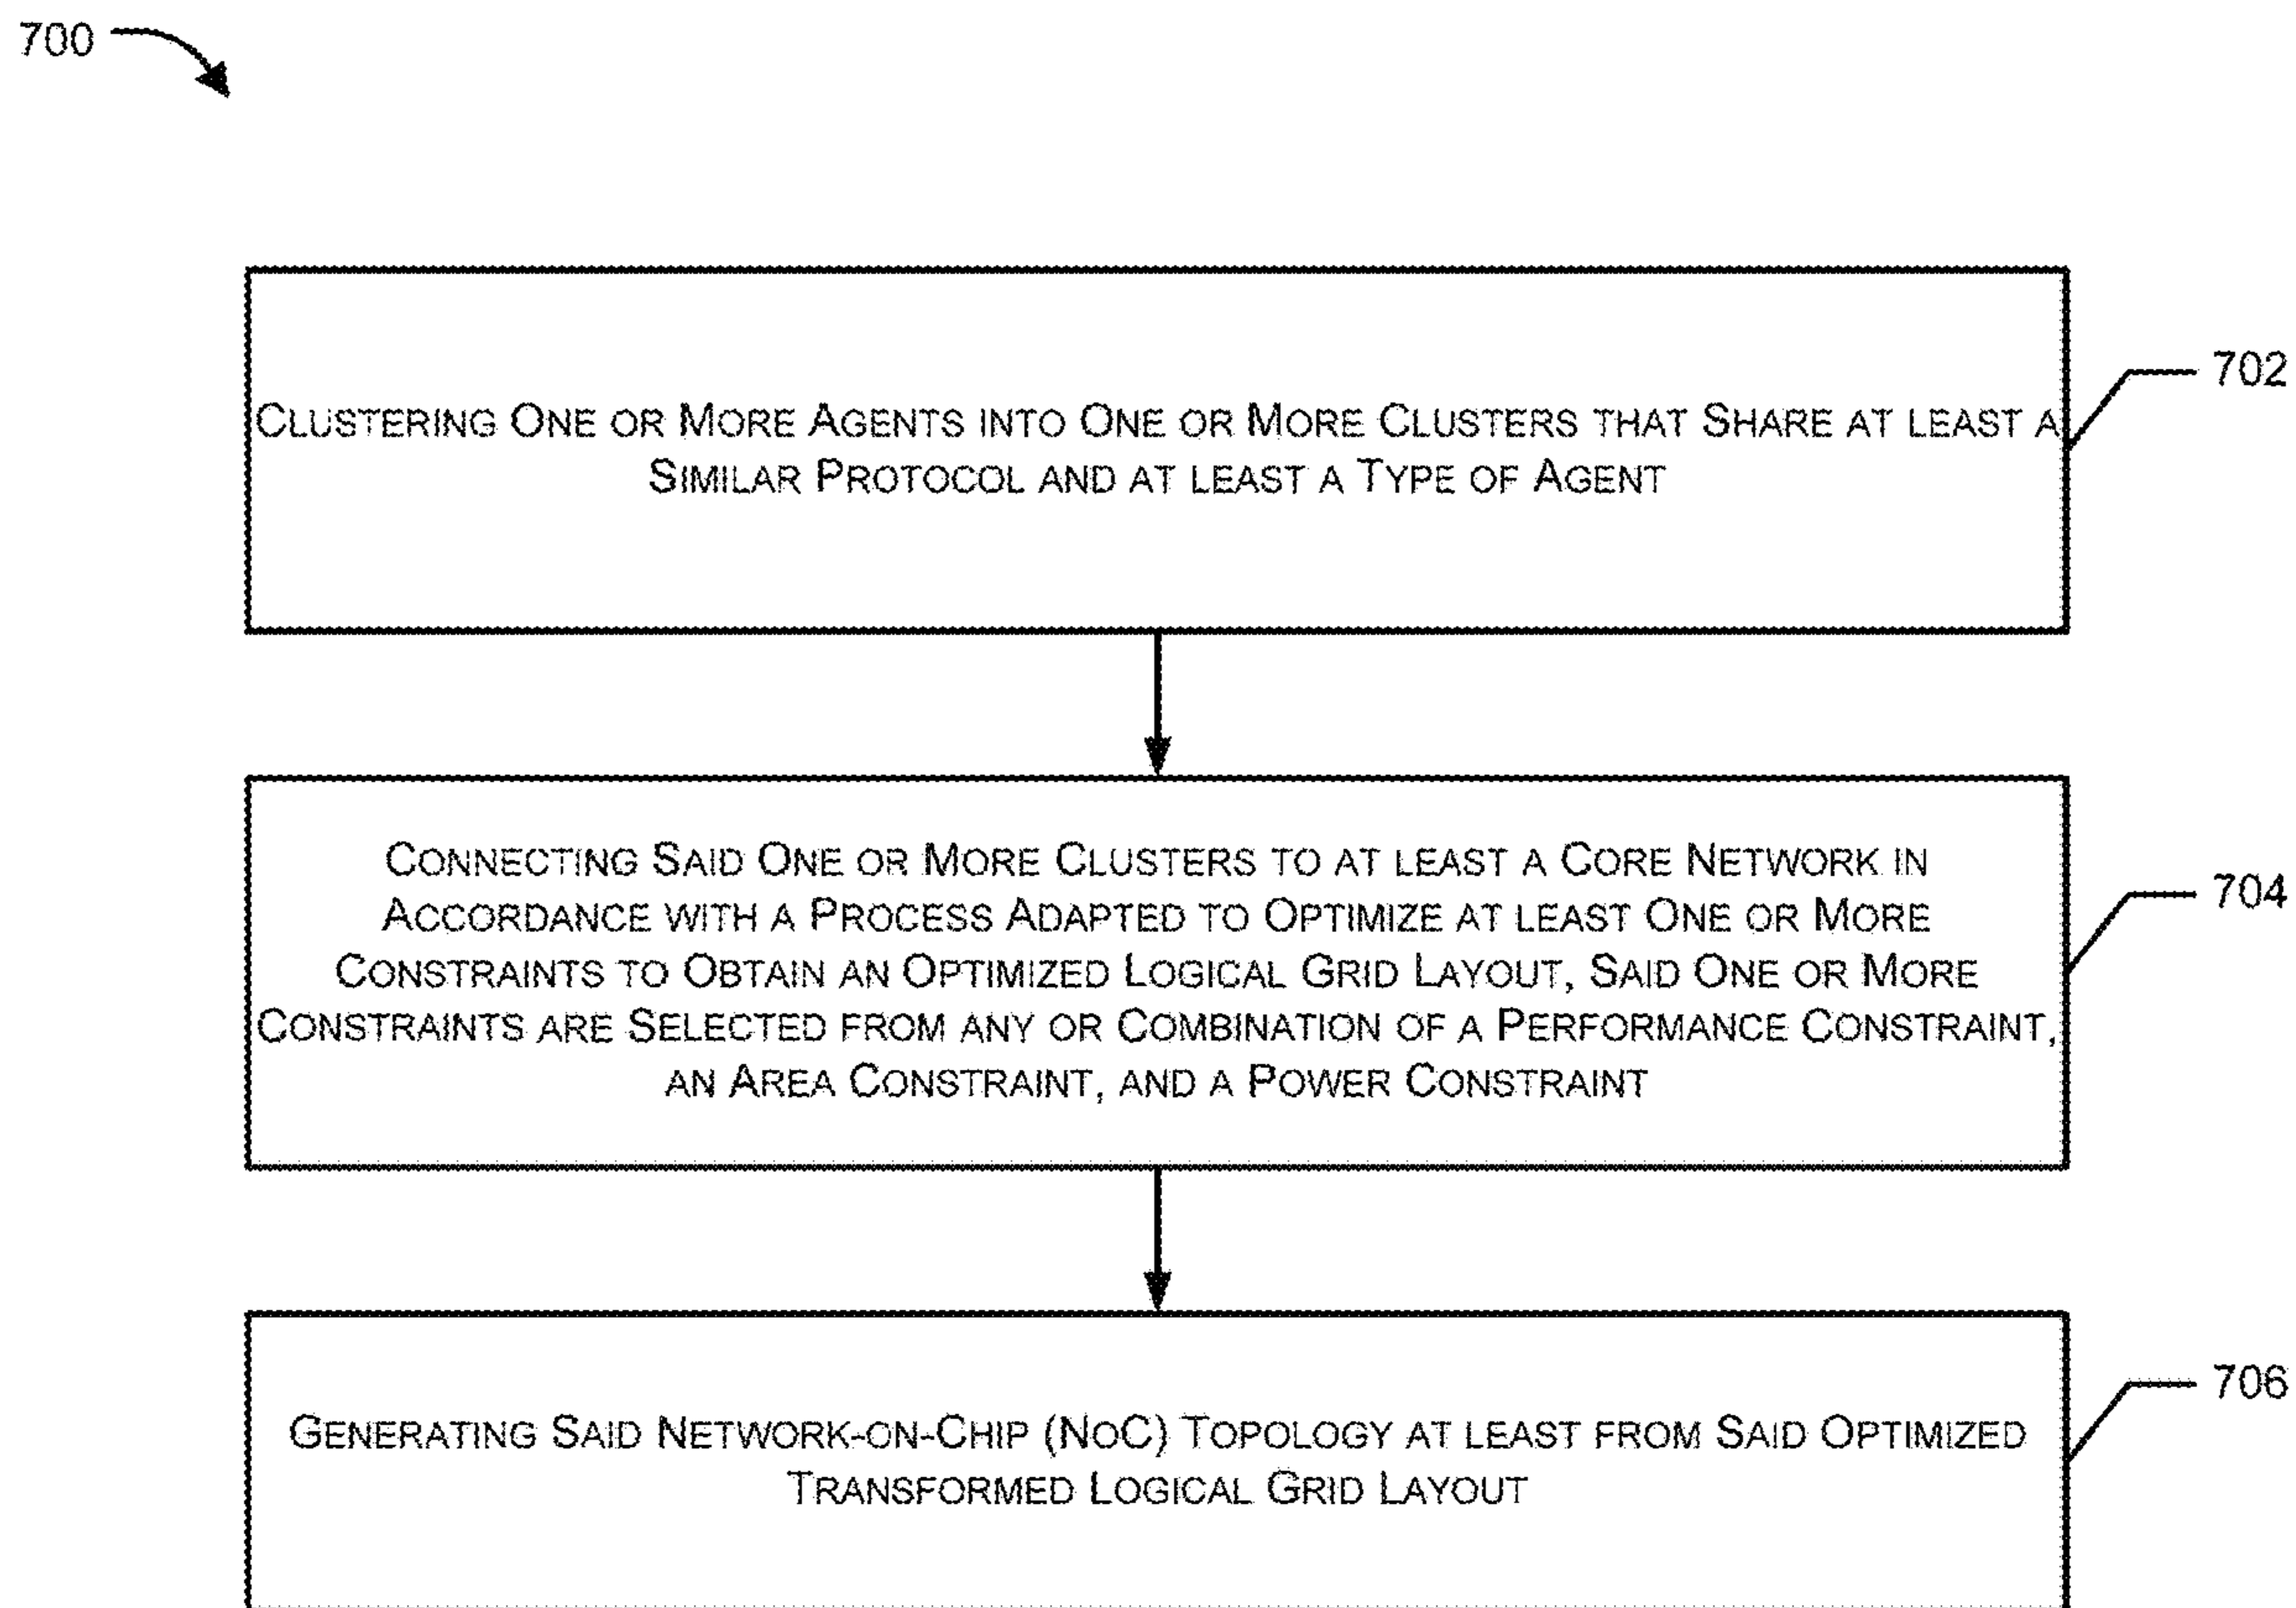 700
CLUSTERING ONE OR MORE AGENTS INTO ONE OR MORE CLUSTERS THAT SHARE AT LEAST A
SIMILAR PROTOCOL AND AT LEAST A TYPE OF AGENT
702
CONNECTING SAID ONE OR MORE CLUSTERS TO AT LEAST A CORE NETWORK IN
ACCORDANCE WITH A PROCESS ADAPTED TO OPTIMIZE AT LEAST ONE OR MORE
CONSTRAINTS TO OBTAIN AN OPTIMIZED LOGICAL GRID LAYOUT, SAID ONE OR MORE
CONSTRAINTS ARE SELECTED FROM ANY OR COMBINATION OF A PERFORMANCE CONSTRAINT,
AN AREA CONSTRAINT, AND A POWER CONSTRAINT
704
GENERATING SAID NETWORK-ON-CHIP (NOC) TOPOLOGY AT LEAST FROM SAID OPTIMIZED
TRANSFORMED LOGICAL GRID LAYOUT
706